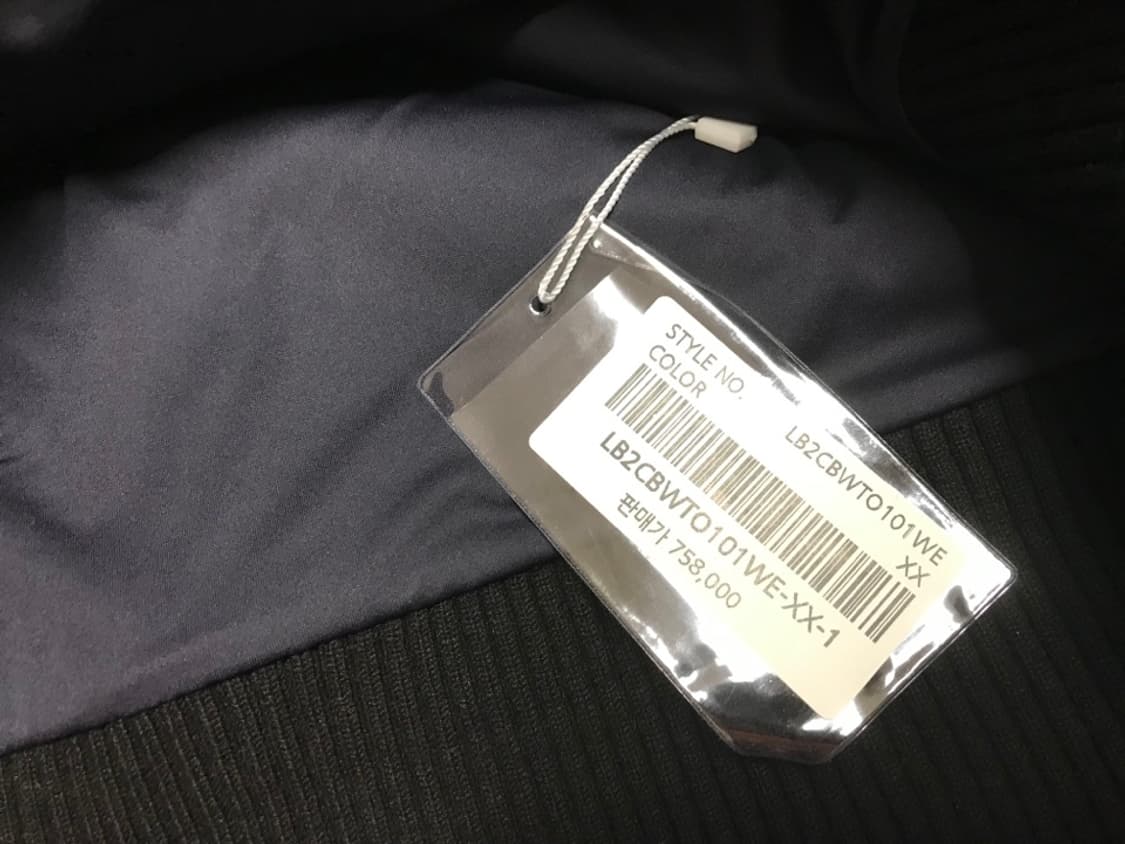 STYLE NO.
LB2CBWTO101WE
COLOR
XX
LB2CBWTO101WE-XX-1
판매가 758,000